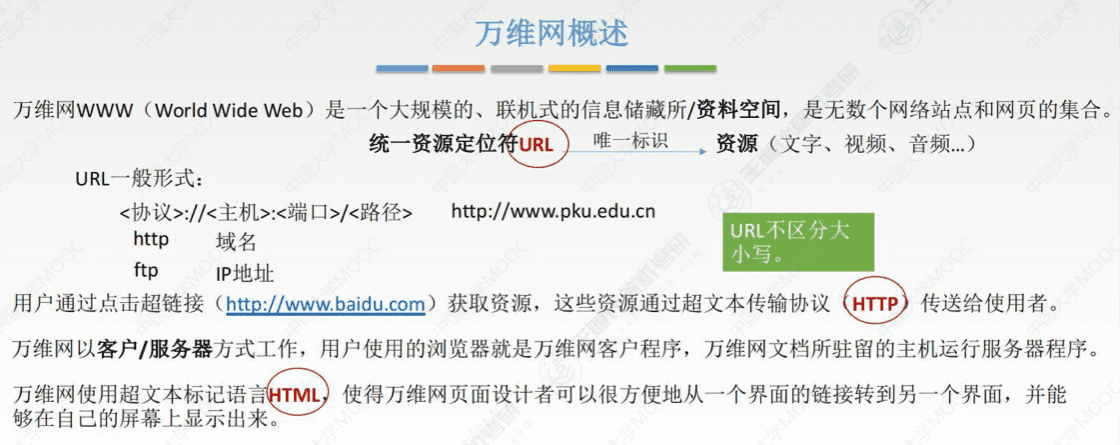 万维网概述
万维网WWW（World Wide Web）是一个大规模的、联机式的信息储藏所/资料空间，是无数个网络站点和网页的集合。
统一资源定位符URL 唯一标识 资源（文字、视频、音频…）
URL一般形式：
<协议>://<主机>:<端口>/<路径> http://www.pku.edu.cn
http 域名
ftp IP地址
URL不区分大
小写。
用户通过点击超链接（http://www.baidu.com）获取资源，这些资源通过超文本传输协议（HTTP）传送给使用者。
万维网以客户/服务器方式工作，用户使用的浏览器就是万维网客户程序，万维网文档所驻留的主机运行服务器程序。
万维网使用超文本标记语言HTML，使得万维网页面设计者可以很方便地从一个界面的链接转到另一个界面，并能
够在自己的屏幕上显示出来。